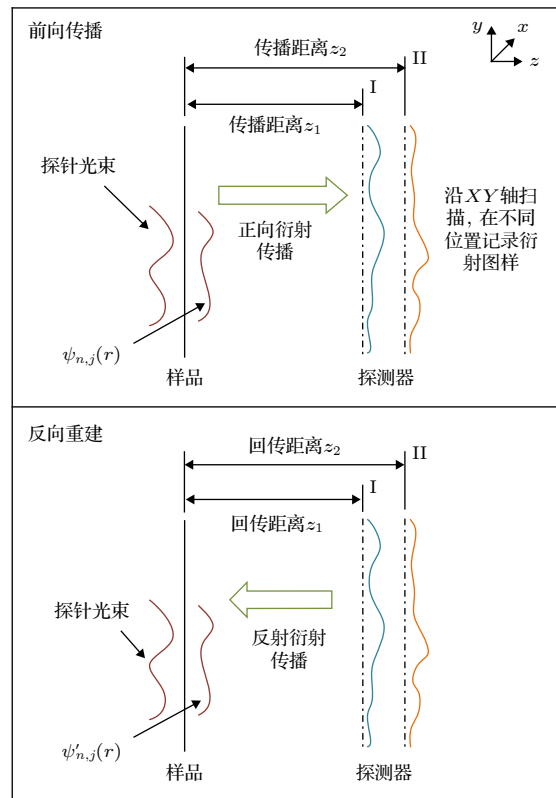 前向传播
y
x
z
传播距离z₂
II
I
传播距离z₁
探针光束
正向衍射
传播
沿XY轴扫
描, 在不同
位置记录衍
射图样
ψₙ,ⱼ(r)
样品
探测器
反向重建
回传距离z₂
II
I
回传距离z₁
探针光束
反射衍射
传播
ψ′ₙ,ⱼ(r)
样品
探测器